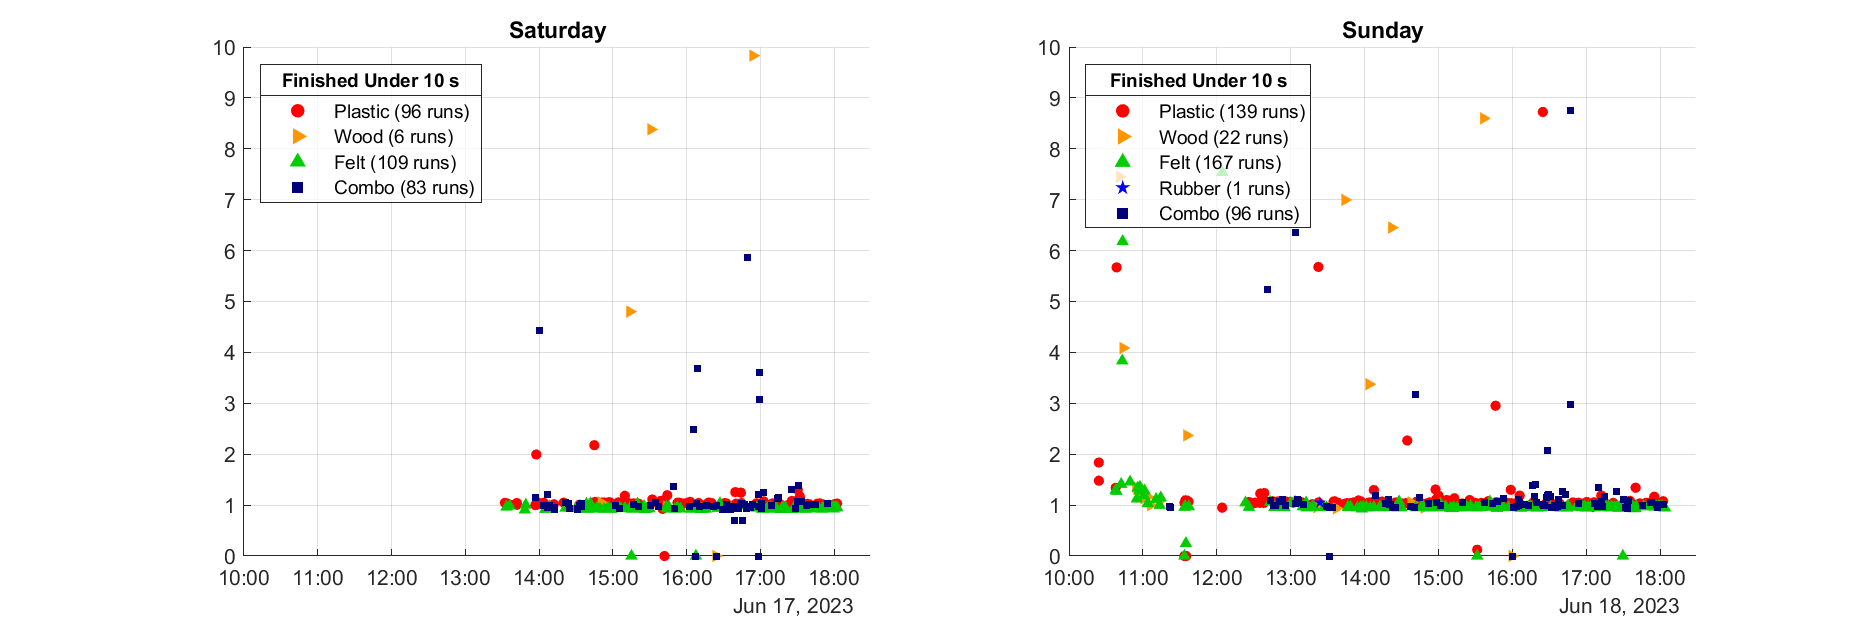 Saturday
10
9
8
7
6
5
4
3
2
1
0
Finished Under 10 s
Plastic (96 runs)
Wood (6 runs)
Felt (109 runs)
Combo (83 runs)
10:00 11:00 12:00 13:00 14:00 15:00 16:00 17:00 18:00
Jun 17, 2023
Sunday
10
9
8
7
6
5
4
3
2
1
0
Finished Under 10 s
Plastic (139 runs)
Wood (22 runs)
Felt (167 runs)
Rubber (1 runs)
Combo (96 runs)
10:00 11:00 12:00 13:00 14:00 15:00 16:00 17:00 18:00
Jun 18, 2023